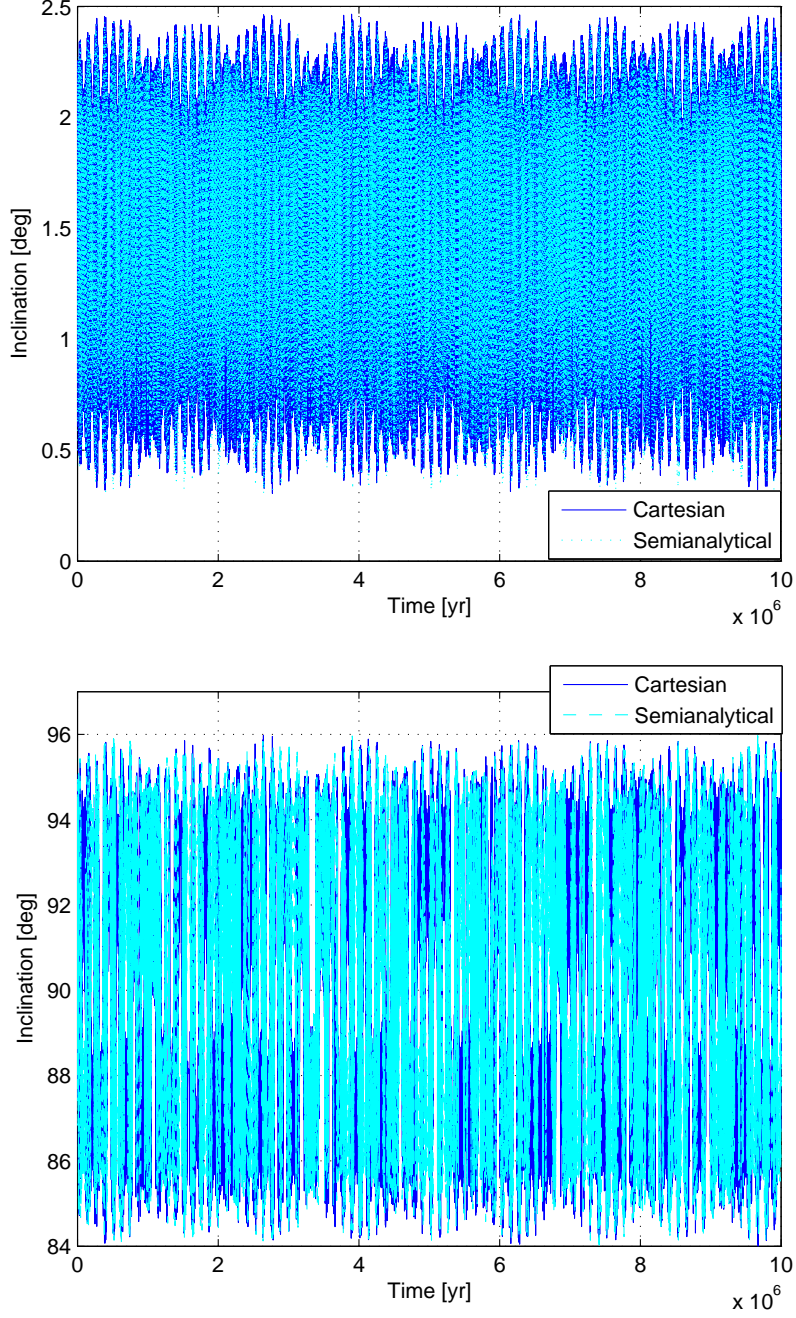 2.5
2
1.5
1
0.5
0
Inclination [deg]
Cartesian
Semianalytical
0 2 4 6 8 10
Time [yr]
x 10^6
Cartesian
Semianalytical
96
94
92
90
88
86
84
Inclination [deg]
0 2 4 6 8 10
Time [yr]
x 10^6